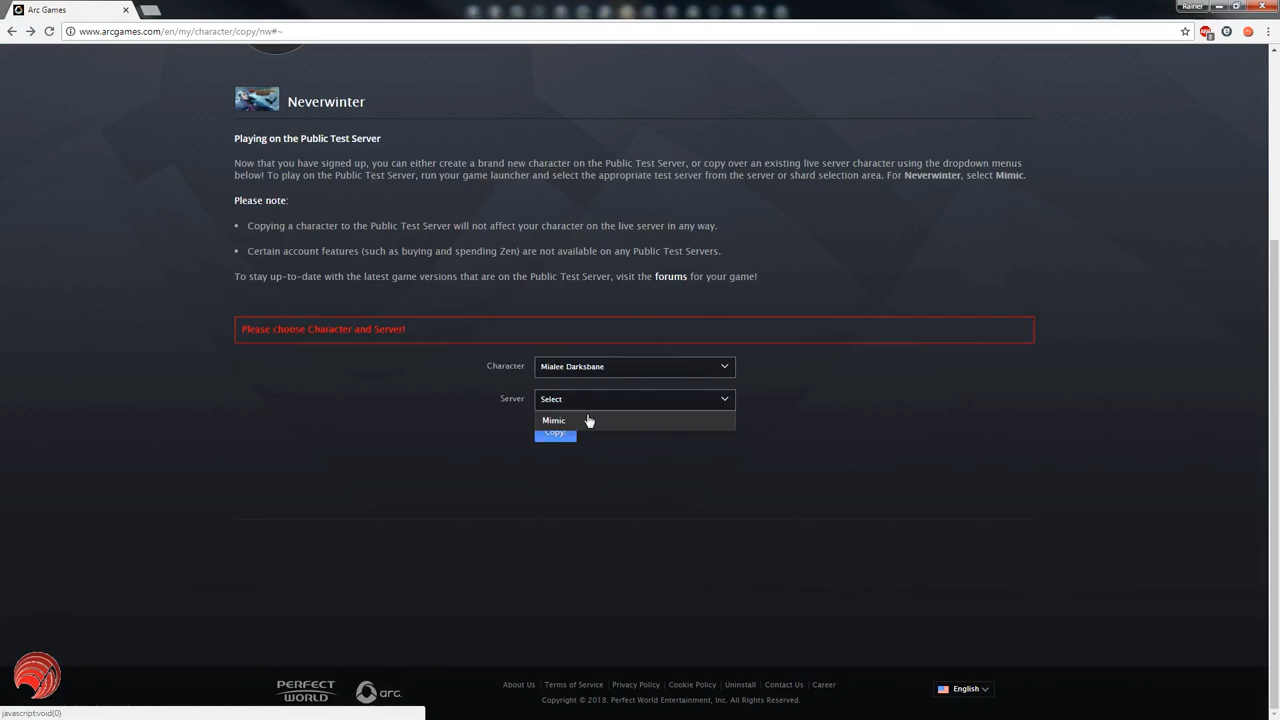 Arc Games
Rainer
www.arcgames.com/en/my/character/copy/nw#~
Neverwinter
Playing on the Public Test Server
Now that you have signed up, you can either create a brand new character on the Public Test Server, or copy over an existing live server character using the dropdown menus
below! To play on the Public Test Server, run your game launcher and select the appropriate test server from the server or shard selection area. For Neverwinter, select Mimic.
Please note:
• Copying a character to the Public Test Server will not affect your character on the live server in any way.
• Certain account features (such as buying and spending Zen) are not available on any Public Test Servers.
To stay up-to-date with the latest game versions that are on the Public Test Server, visit the forums for your game!
Please choose Character and Server!
Character Mialee Darksbane
Server Select
Mimic
Copy!
PERFECT WORLD arc
About Us | Terms of Service | Privacy Policy | Cookie Policy | Uninstall | Contact Us | Career
Copyright © 2018. Perfect World Entertainment, Inc. All Rights Reserved.
English
javascript:void(0)